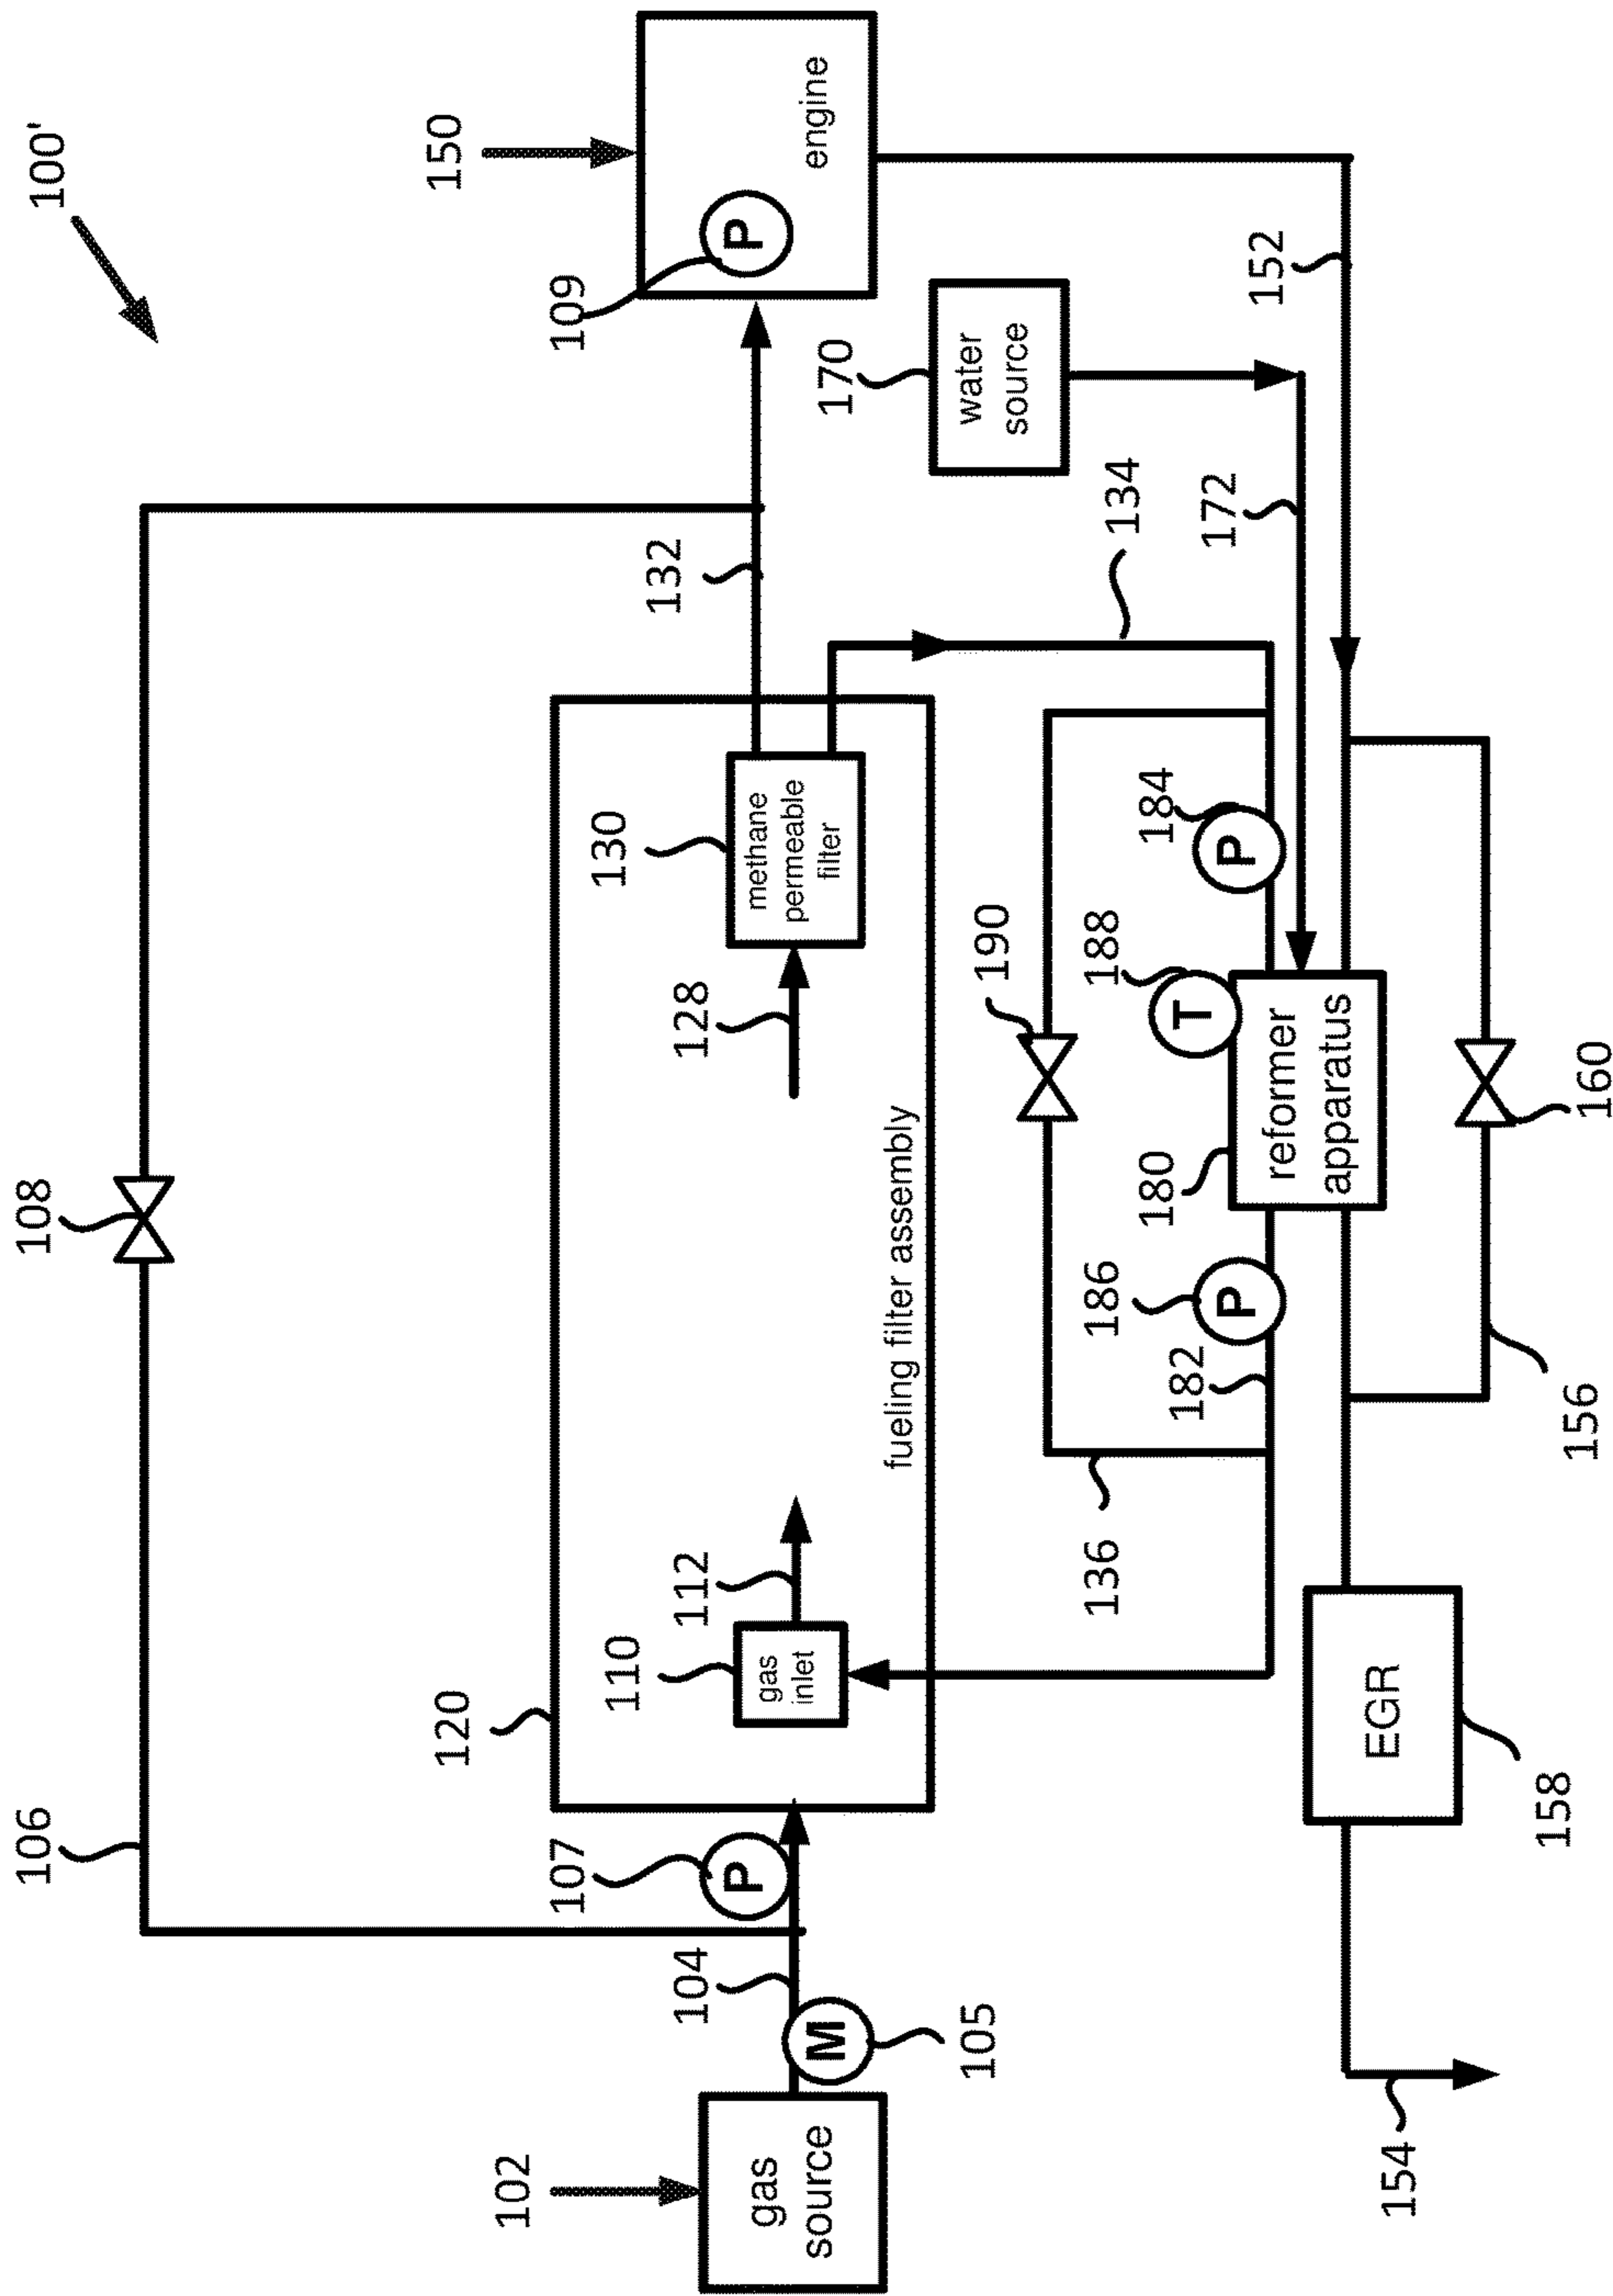 100'
106
108
102
gas
source
M
105
104
P
107
120
fueling filter assembly
110
gas
inlet
112
128
130
methane
permeable
filter
132
134
150
engine
P
109
170
water
source
172
152
136
190
182
P
186
180
reformer
apparatus
T
188
P
184
160
156
EGR
158
154